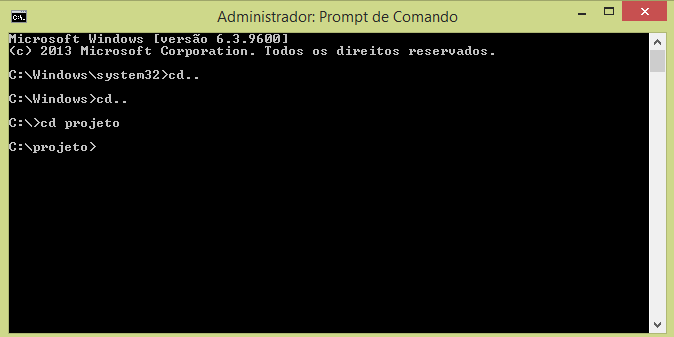 Administrador: Prompt de Comando
Microsoft Windows [versão 6.3.9600]
(c) 2013 Microsoft Corporation. Todos os direitos reservados.
C:\Windows\system32>cd..
C:\Windows>cd..
C:\>cd projeto
C:\projeto>